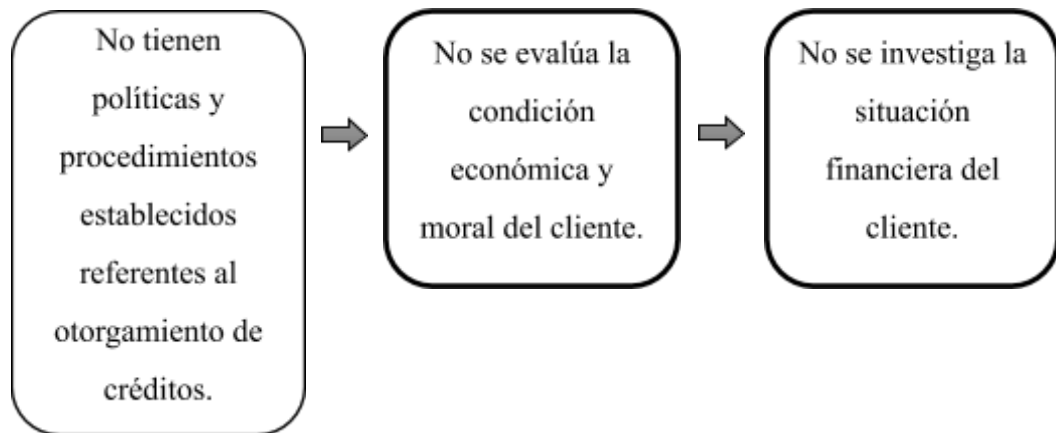 No tienen
políticas y
procedimientos
establecidos
referentes al
otorgamiento de
créditos.
No se evalúa la
condición
económica y
moral del cliente.
No se investiga la
situación
financiera del
cliente.